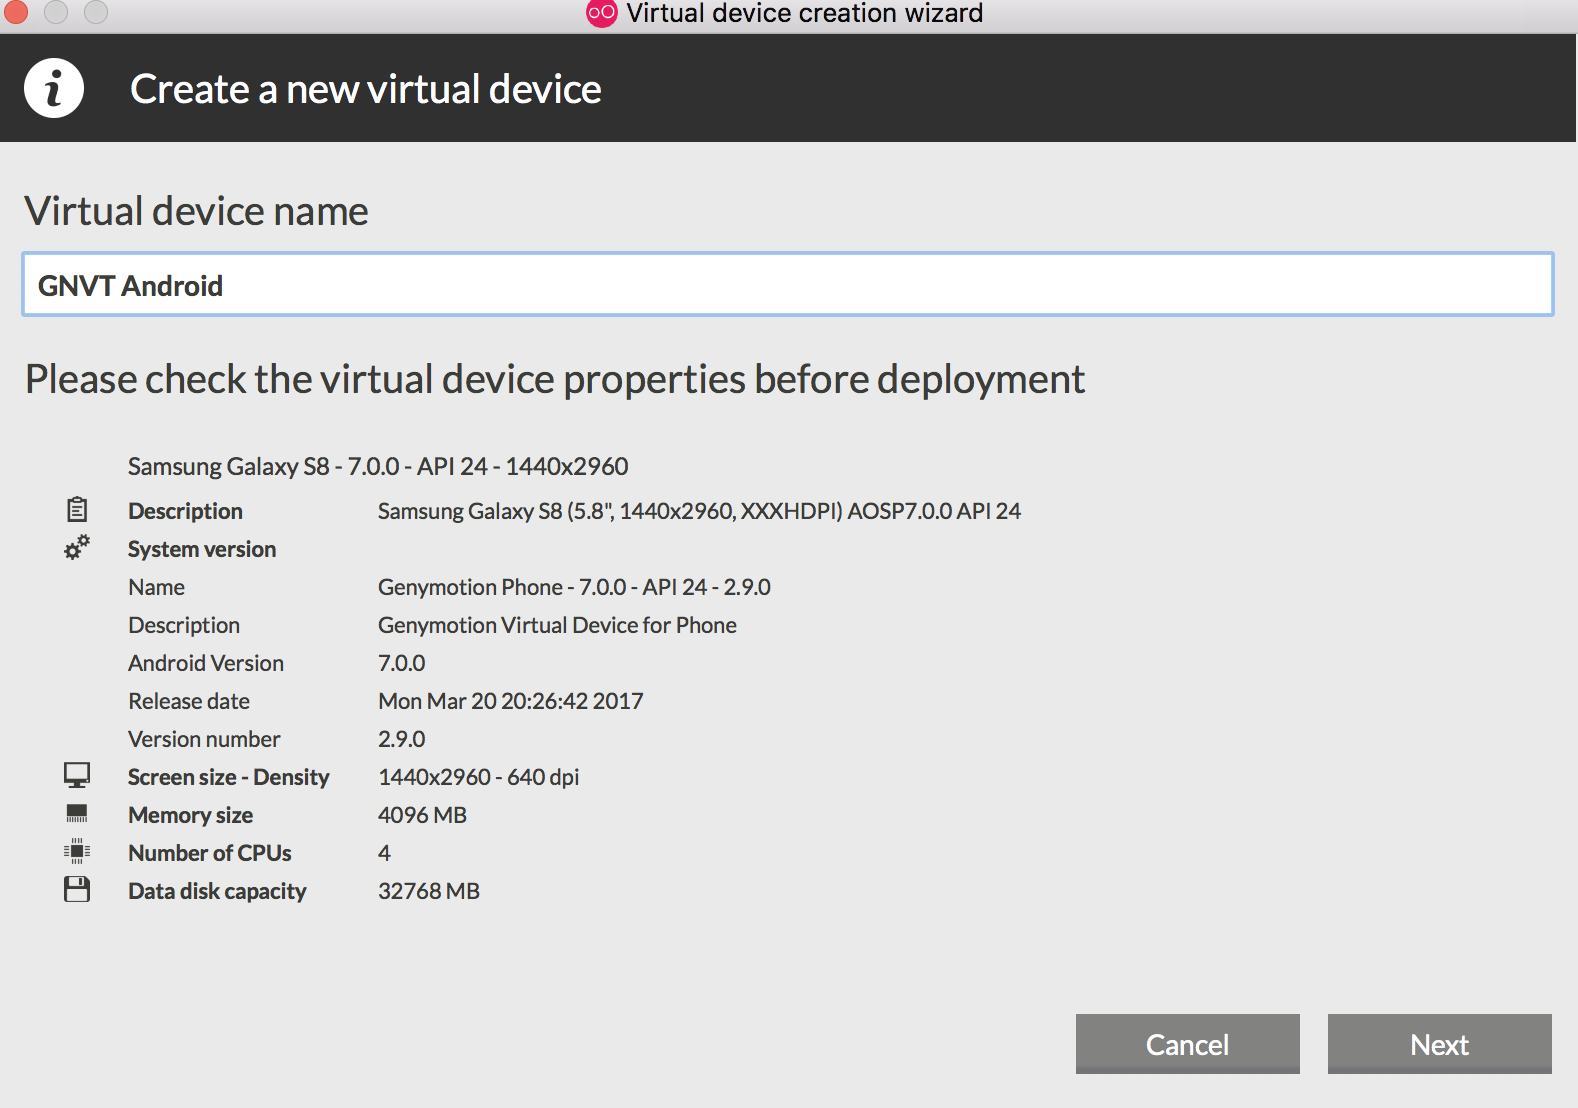 Virtual device creation wizard
Create a new virtual device
Virtual device name
GNVT Android
Please check the virtual device properties before deployment
Samsung Galaxy S8 - 7.0.0 - API 24 - 1440x2960
Description Samsung Galaxy S8 (5.8", 1440x2960, XXXHDPI) AOSP7.0.0 API 24
System version
Name Genymotion Phone - 7.0.0 - API 24 - 2.9.0
Description Genymotion Virtual Device for Phone
Android Version 7.0.0
Release date Mon Mar 20 20:26:42 2017
Version number 2.9.0
Screen size - Density 1440x2960 - 640 dpi
Memory size 4096 MB
Number of CPUs 4
Data disk capacity 32768 MB
Cancel Next